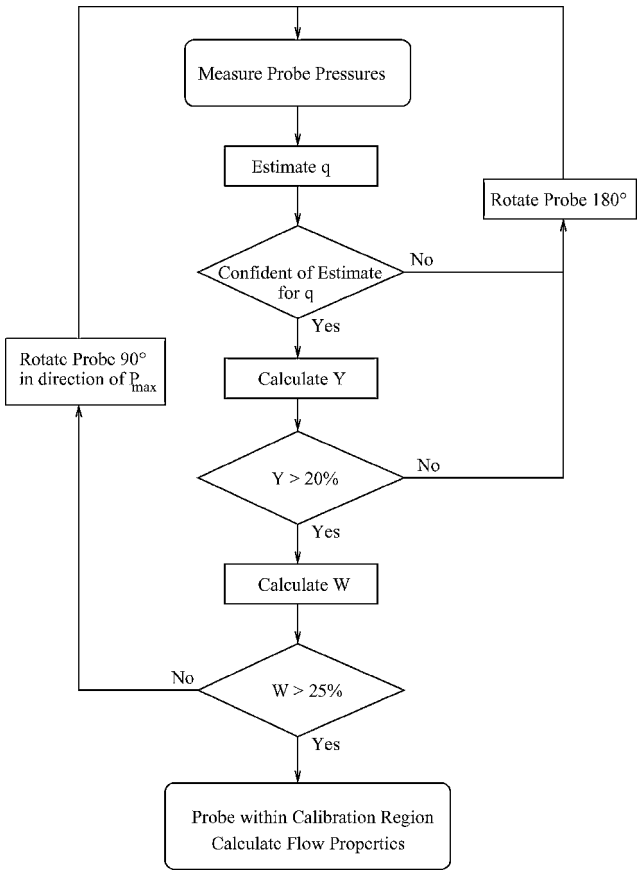 Measure Probe Pressures
Estimate q
Rotate Probe 180°
Confident of Estimate
for q
No
Yes
Rotate Probe 90°
in direction of Pmax
Calculate Y
Y > 20%
No
Yes
Calculate W
W > 25%
No
Yes
Probe within Calibration Region
Calculate Flow Properties